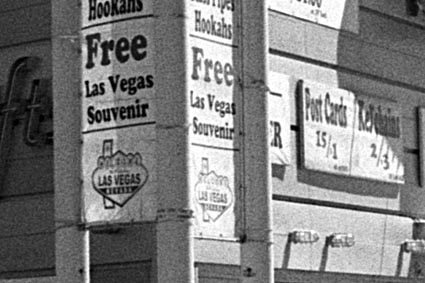 Hookahs
Free
Las Vegas
Souvenir
LAS VEGAS
Pipes
Hookahs
Free
Las Vegas
Souvenir
LAS VEGAS
Post Cards
15/1
KeyChains
2/3